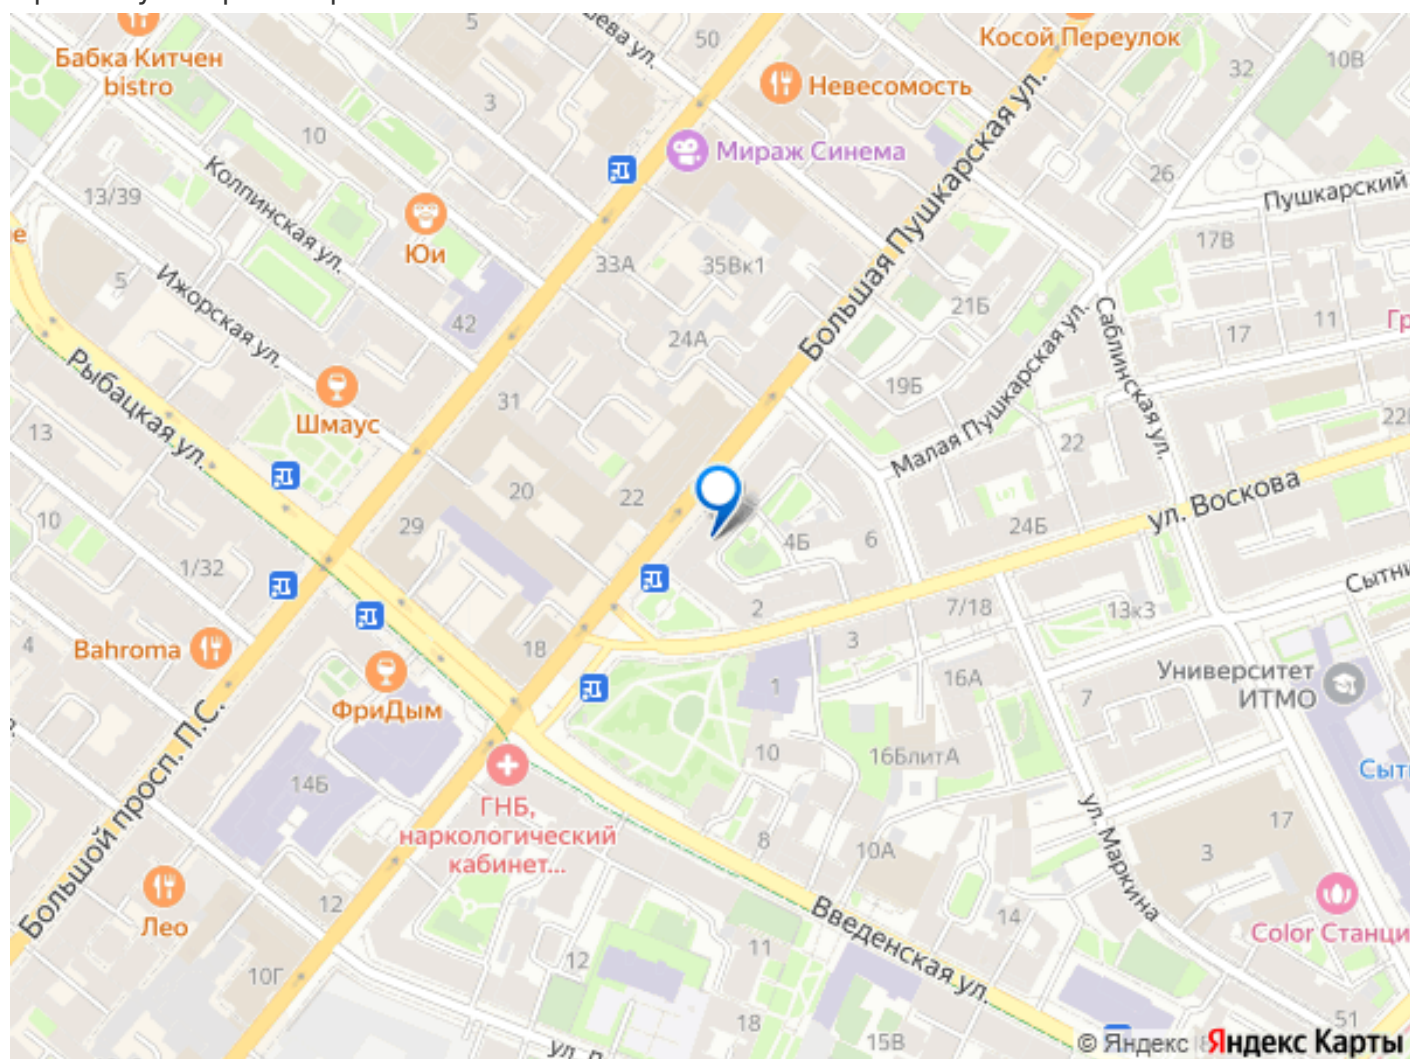 50
5
Косой Переулок
Бабка Китчен
bistro
32
10В
Невесомость
3
10
Мираж Синема
26
13/39
Колпинская ул.
Большая Пушкарская ул.
Пушкарский
17В
Юи
33А
35Вк1
5
Ижорская ул.
21Б
42
24А
Саблинская ул.
17
11
Гр
Рыбацкая ул.
Шмаус
31
19Б
Малая Пушкарская ул.
22
13
20
22
ул. Воскова
10
29
24Б
4Б
6
1/32
2
7/18
13к3
4
Bahroma
18
3
16А
Университет
ИТМО
7
1
ФриДым
10
16БлитА
14Б
ГНБ,
наркологический
кабинет...
8
10А
ул. Маркина
17
3
Большой просп. П.С.
Лео
12
Введенская ул.
14
Color Станци
11
12
10Г
18
15В
51
© Яндекс Яндекс Карты